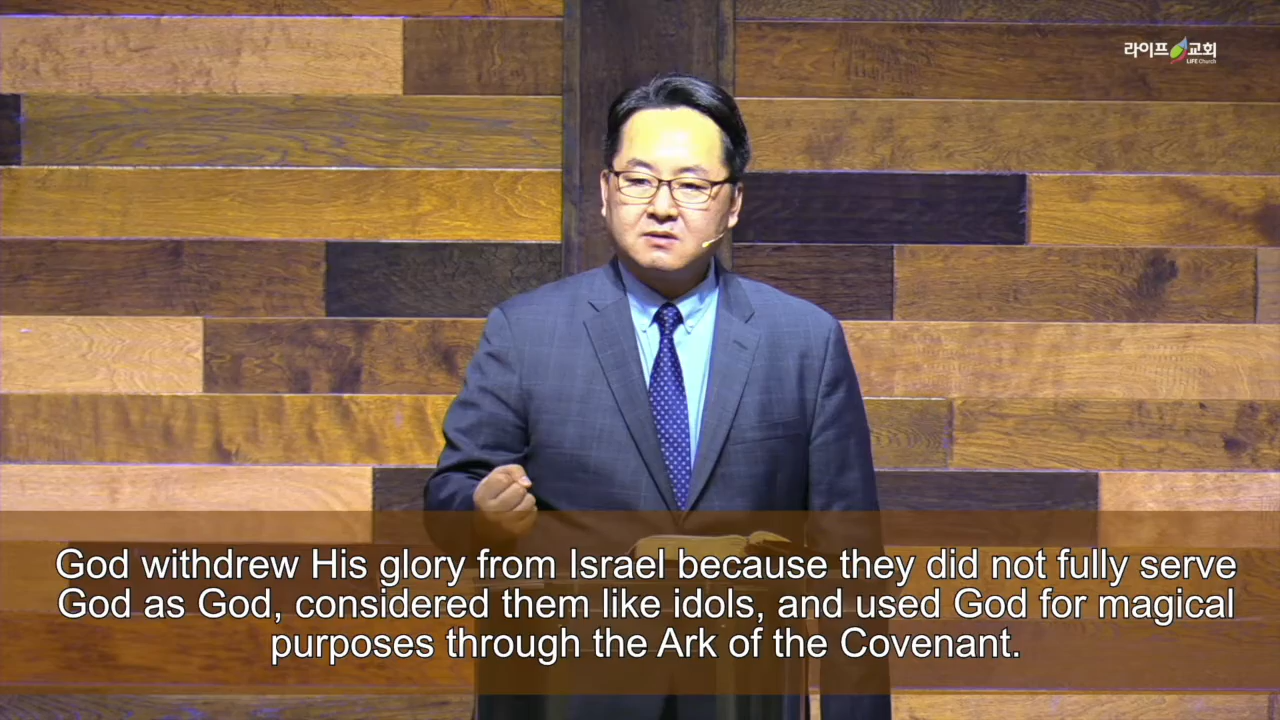 라이프교회
LIFE Church
God withdrew His glory from Israel because they did not fully serve
God as God, considered them like idols, and used God for magical
purposes through the Ark of the Covenant.